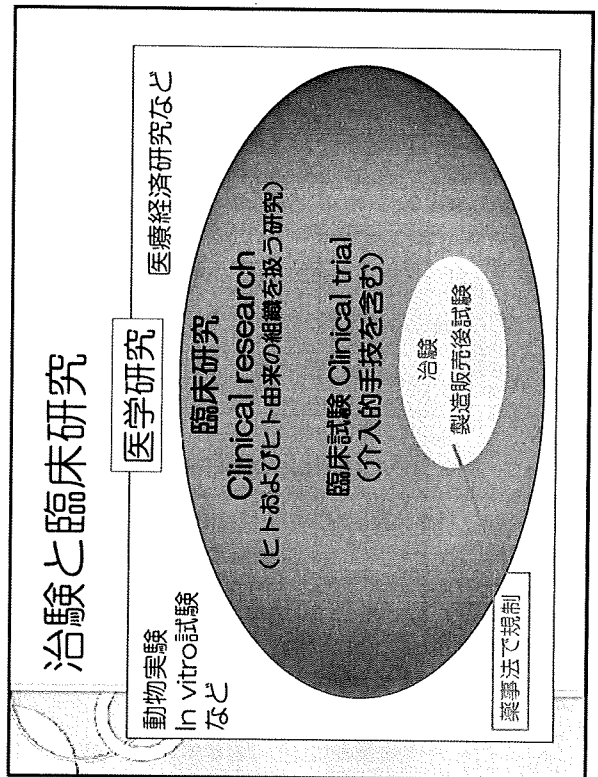 治験と臨床研究
医学研究
動物実験
In vitro試験
など
医療経済研究など
臨床研究
Clinical research
(ヒトおよびヒト由来の組織を扱う研究)
臨床試験 Clinical trial
(介入的手技を含む)
治験
製造販売後試験
薬事法で規制